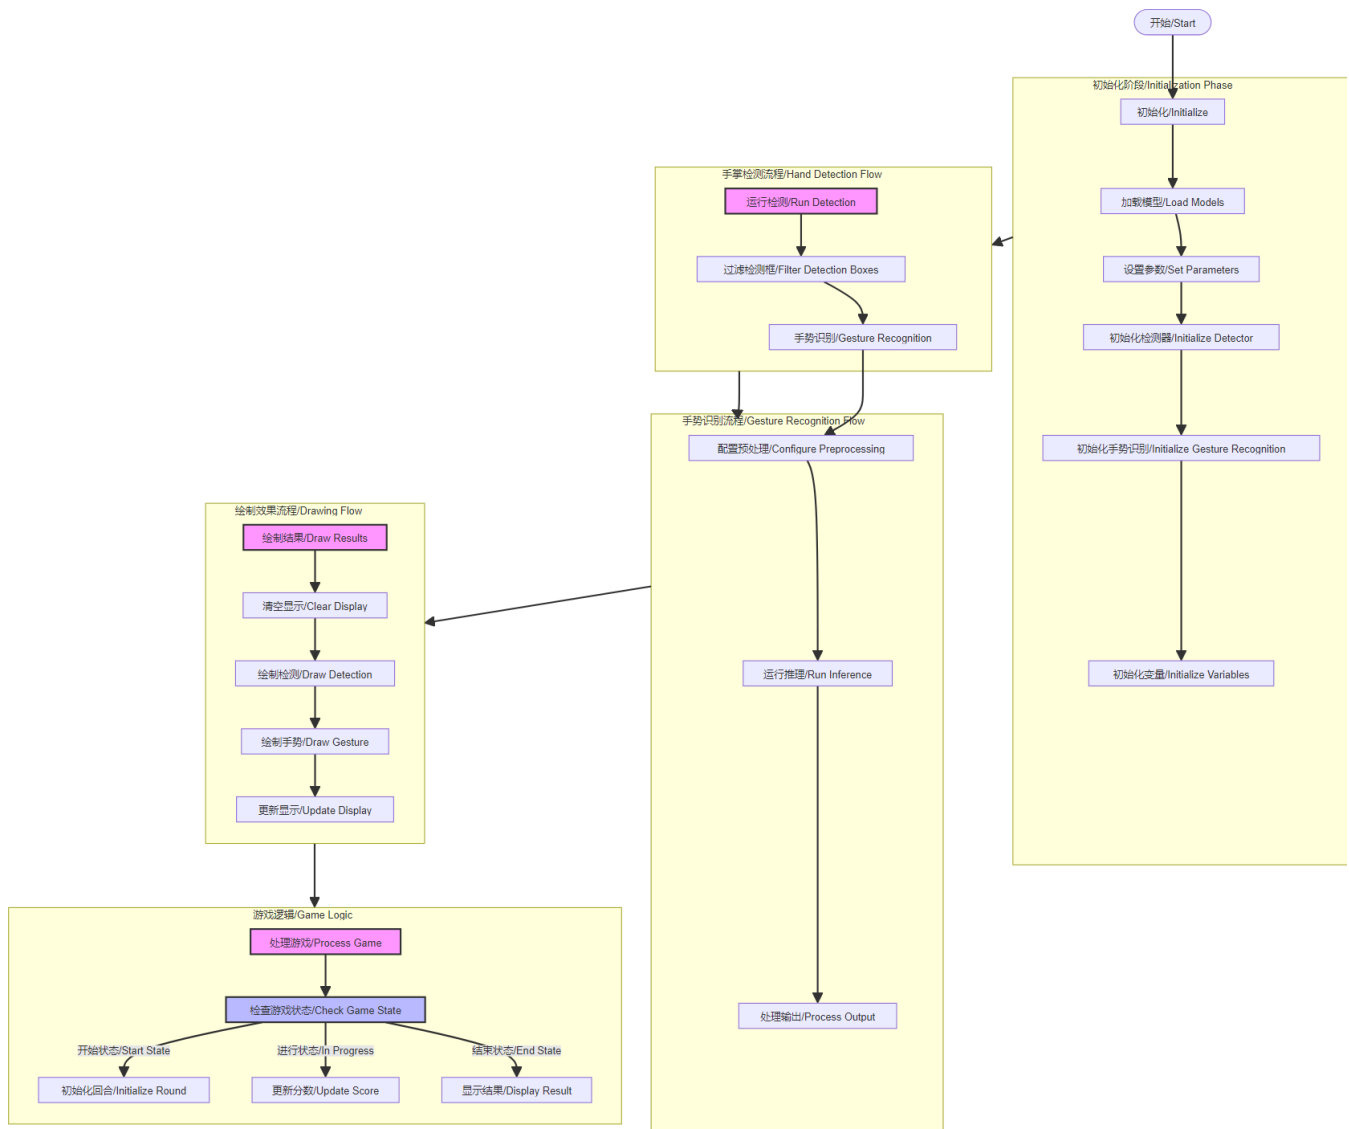 开始/Start
初始化阶段/Initialization Phase
初始化/Initialize
加载模型/Load Models
设置参数/Set Parameters
初始化检测器/Initialize Detector
初始化手势识别/Initialize Gesture Recognition
初始化变量/Initialize Variables
手掌检测流程/Hand Detection Flow
运行检测/Run Detection
过滤检测框/Filter Detection Boxes
手势识别/Gesture Recognition
手势识别流程/Gesture Recognition Flow
配置预处理/Configure Preprocessing
运行推理/Run Inference
处理输出/Process Output
绘制效果流程/Drawing Flow
绘制结果/Draw Results
清空显示/Clear Display
绘制检测/Draw Detection
绘制手势/Draw Gesture
更新显示/Update Display
游戏逻辑/Game Logic
处理游戏/Process Game
检查游戏状态/Check Game State
开始状态/Start State
进行状态/In Progress
结束状态/End State
初始化回合/Initialize Round
更新分数/Update Score
显示结果/Display Result